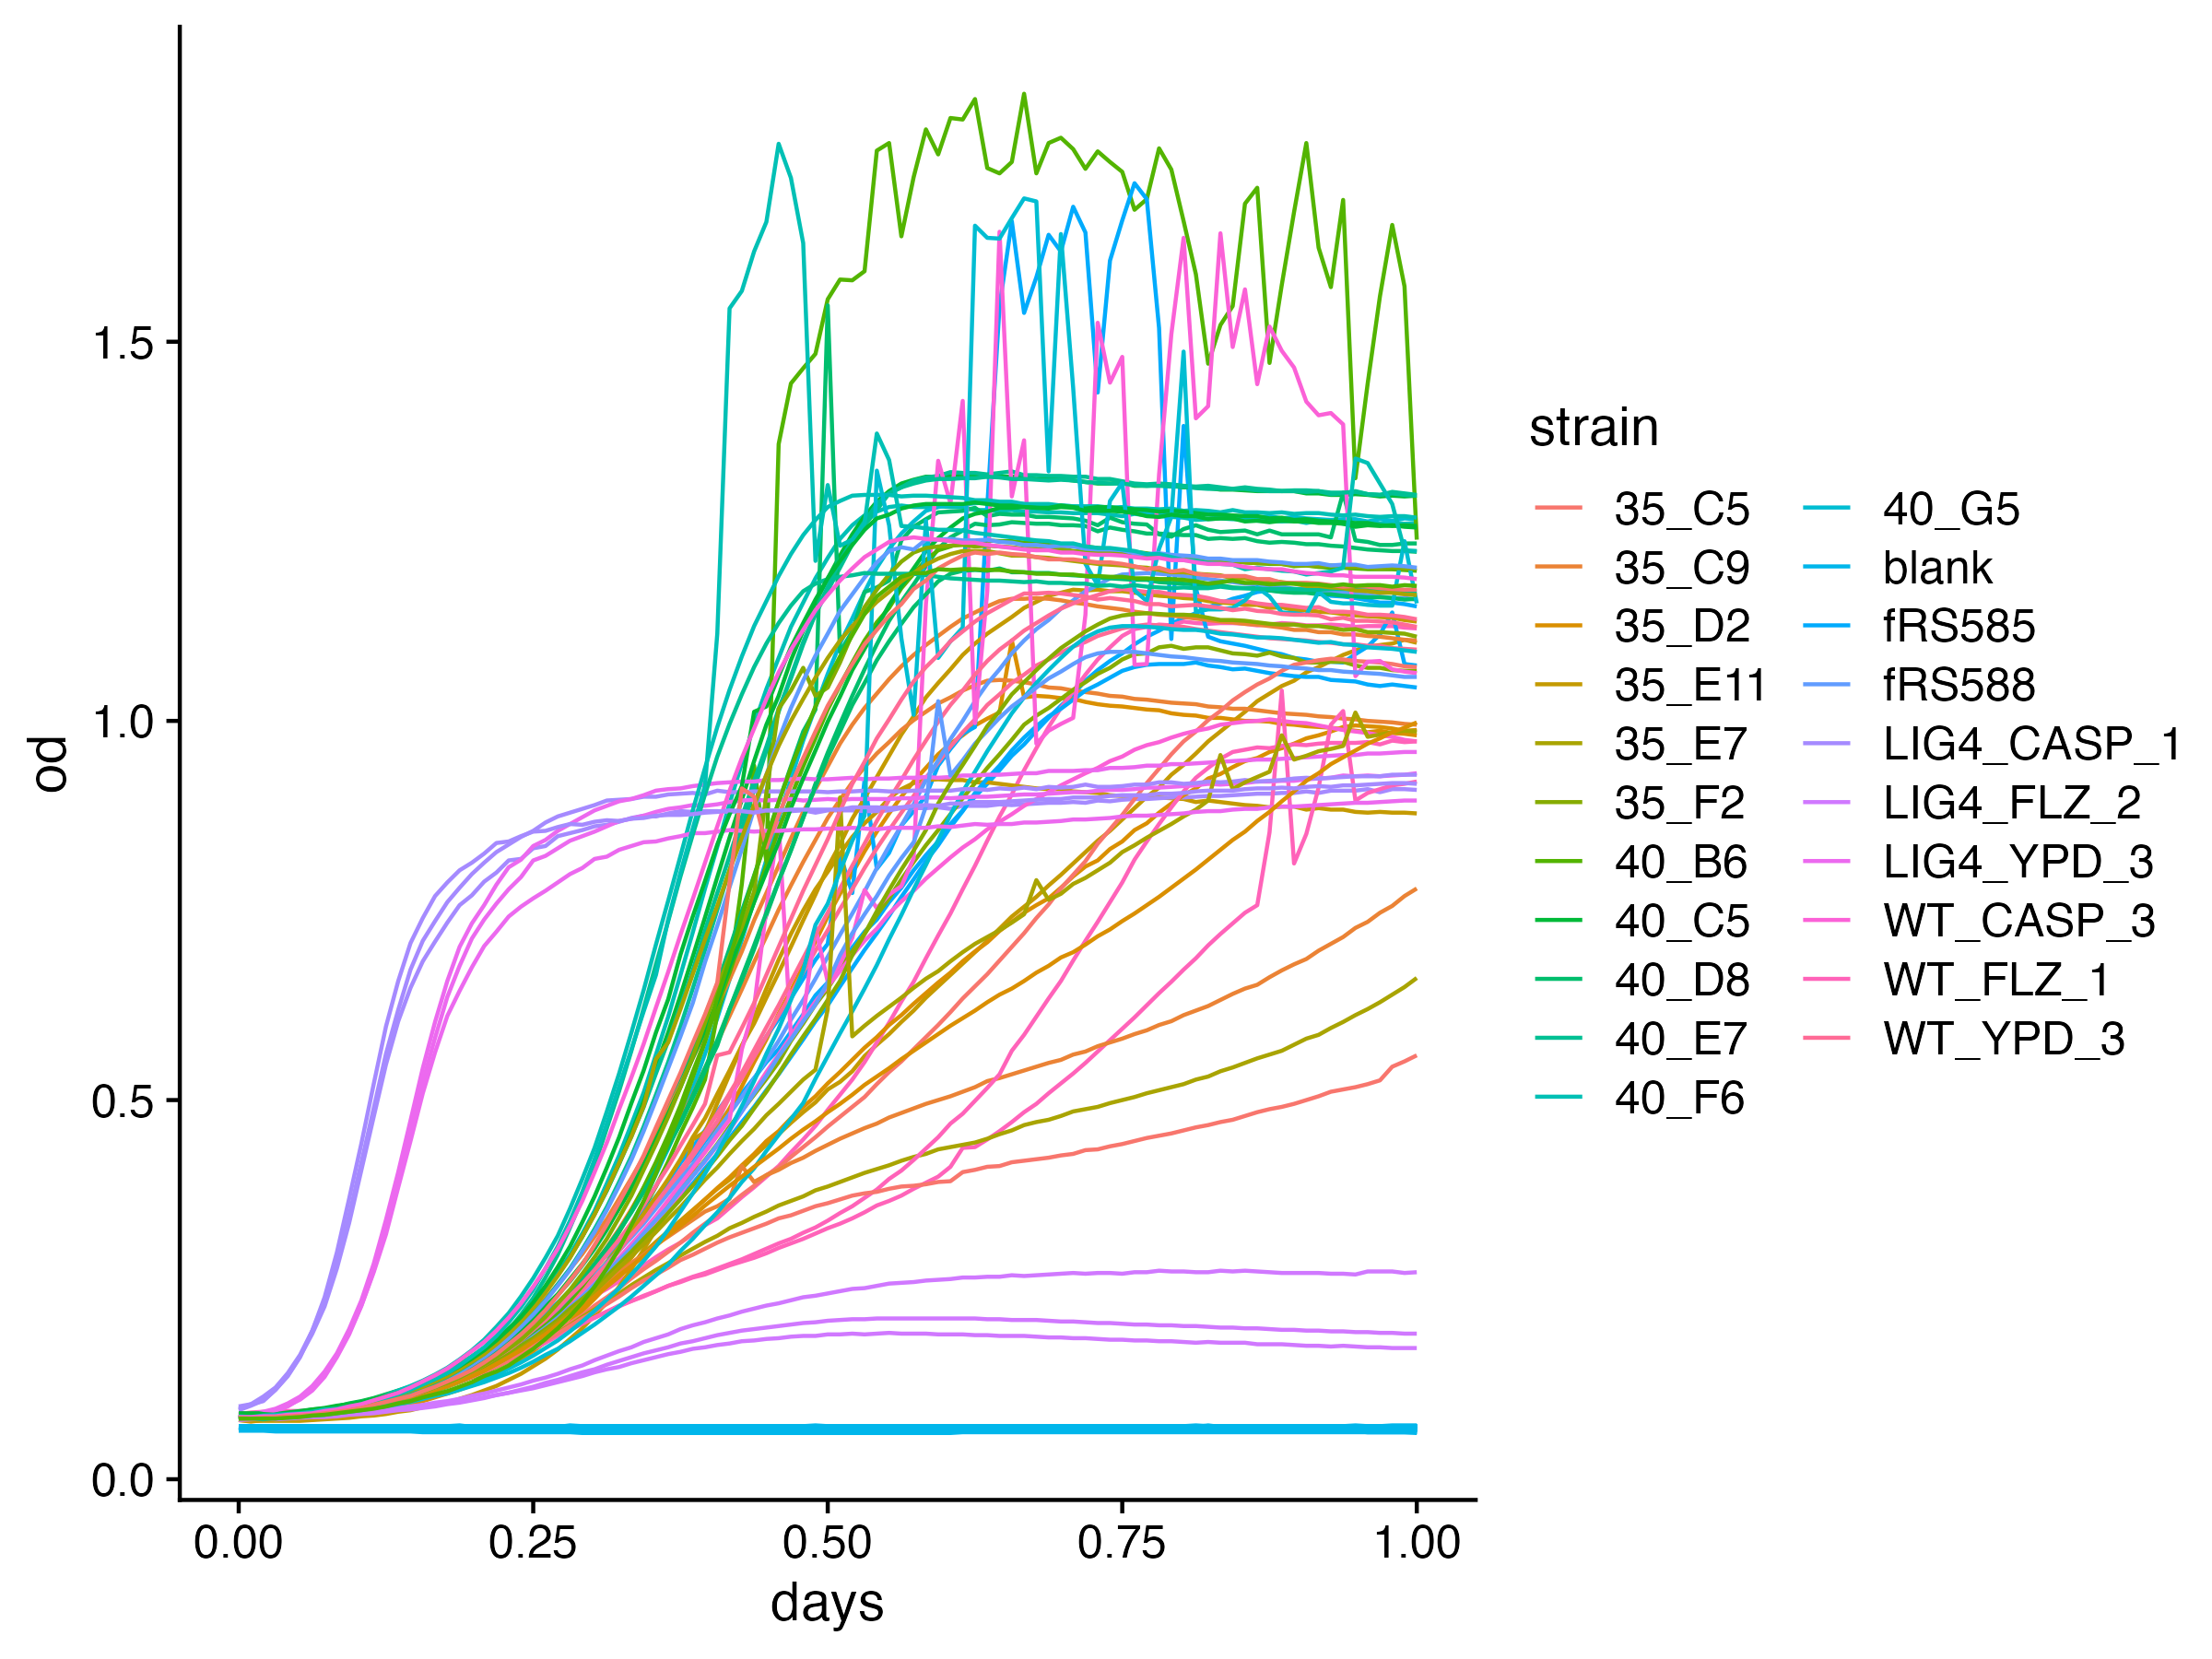 od
1.5
1.0
0.5
0.0
0.00 0.25 0.50 0.75 1.00
days
strain
35_C5 40_G5
35_C9 blank
35_D2 fRS585
35_E11 fRS588
35_E7 LIG4_CASP_1
35_F2 LIG4_FLZ_2
40_B6 LIG4_YPD_3
40_C5 WT_CASP_3
40_D8 WT_FLZ_1
40_E7 WT_YPD_3
40_F6